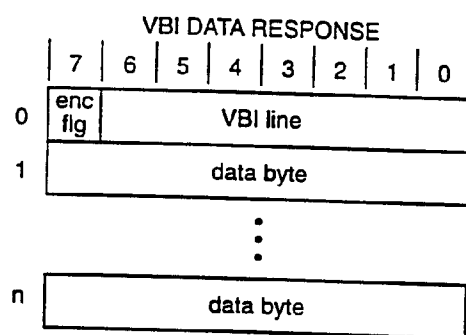 VBI DATA RESPONSE
7 6 5 4 3 2 1 0
0 enc flg VBI line
1 data byte
n data byte